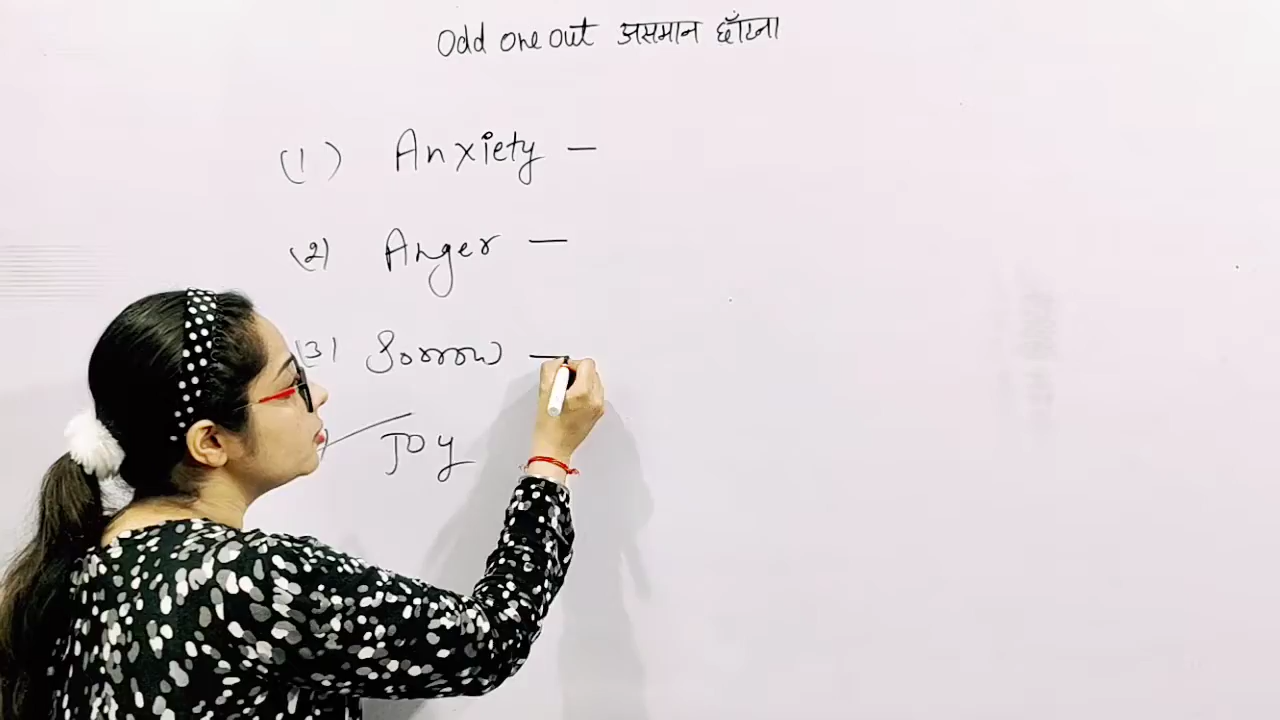 Odd one out असमान छाँटना
(1) Anxiety –
(2) Anger –
(3) Sorrow –
Joy